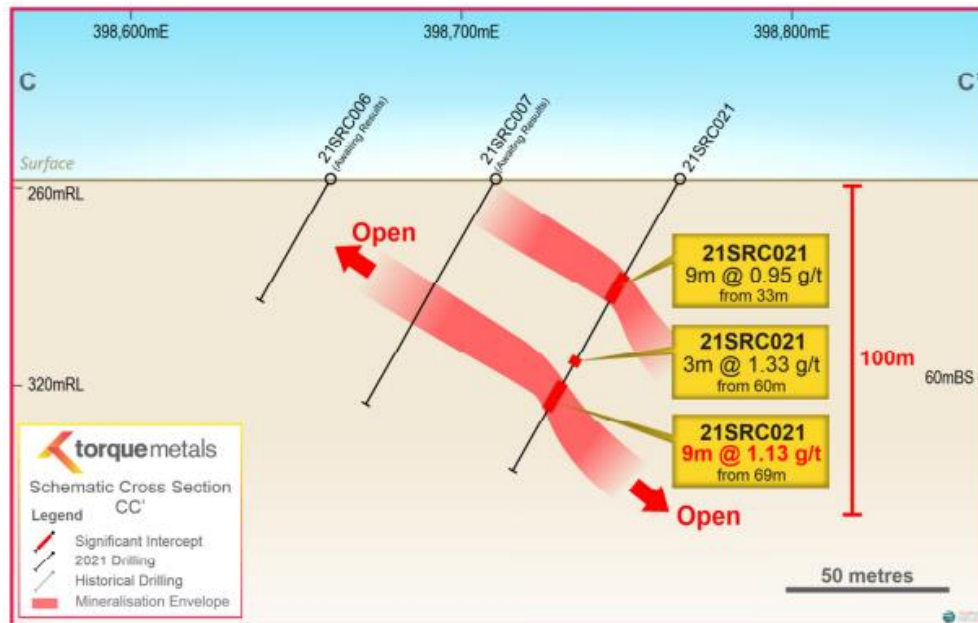 398,600mE
398,700mE
398,800mE
C
C'
21SRC006
(Awaiting Results)
21SRC007
(Awaiting Results)
21SRC021
Surface
260mRL
Open
21SRC021
9m @ 0.95 g/t
from 33m
21SRC021
3m @ 1.33 g/t
from 60m
100m
320mRL
60mBS
21SRC021
9m @ 1.13 g/t
from 69m
Open
torquemetals
Schematic Cross Section
CC'
Legend
Significant Intercept
2021 Drilling
Historical Drilling
Mineralisation Envelope
50 metres